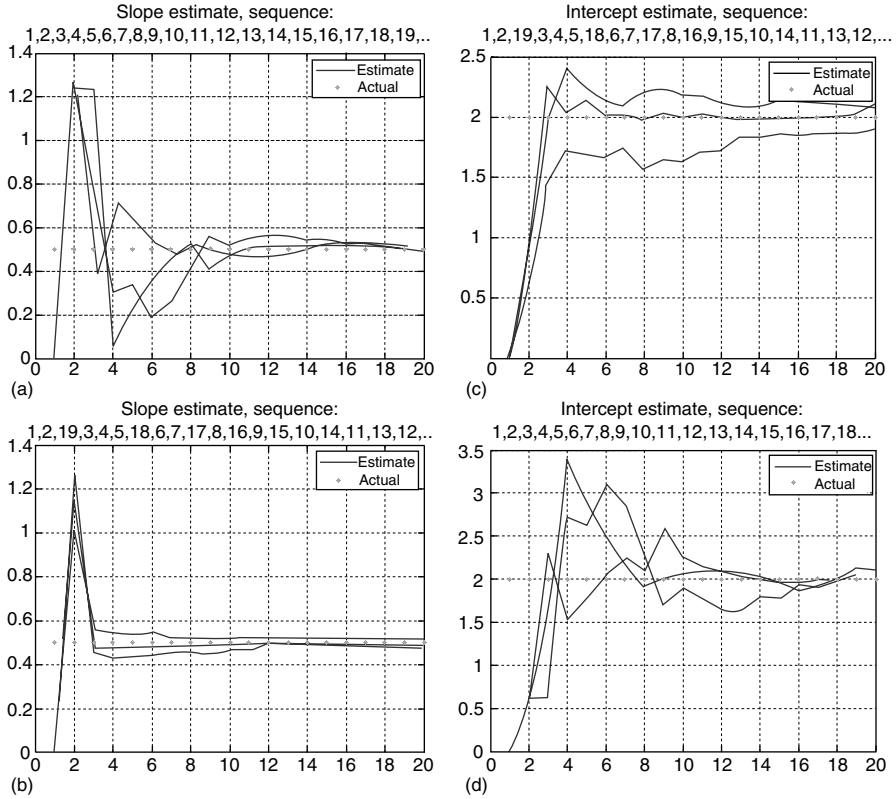 Slope estimate, sequence:
1,2,3,4,5,6,7,8,9,10,11,12,13,14,15,16,17,18,19,..
1.4
1.2
1
0.8
0.6
0.4
0.2
0
Estimate
Actual
0 2 4 6 8 10 12 14 16 18 20
(a)
Intercept estimate, sequence:
1,2,19,3,4,5,18,6,7,17,8,16,9,15,10,14,11,13,12,...
2.5
2
1.5
1
0.5
Estimate
Actual
0 2 4 6 8 10 12 14 16 18 20
(c)
Slope estimate, sequence:
1,2,19,3,4,5,18,6,7,17,8,16,9,15,10,14,11,13,12,..
1.4
1.2
1
0.8
0.6
0.4
0.2
0
Estimate
Actual
0 2 4 6 8 10 12 14 16 18 20
(b)
Intercept estimate, sequence:
1,2,3,4,5,6,7,8,9,10,11,12,13,14,15,16,17,18...
3.5
3
2.5
2
1.5
1
0.5
0
Estimate
Actual
0 2 4 6 8 10 12 14 16 18 20
(d)